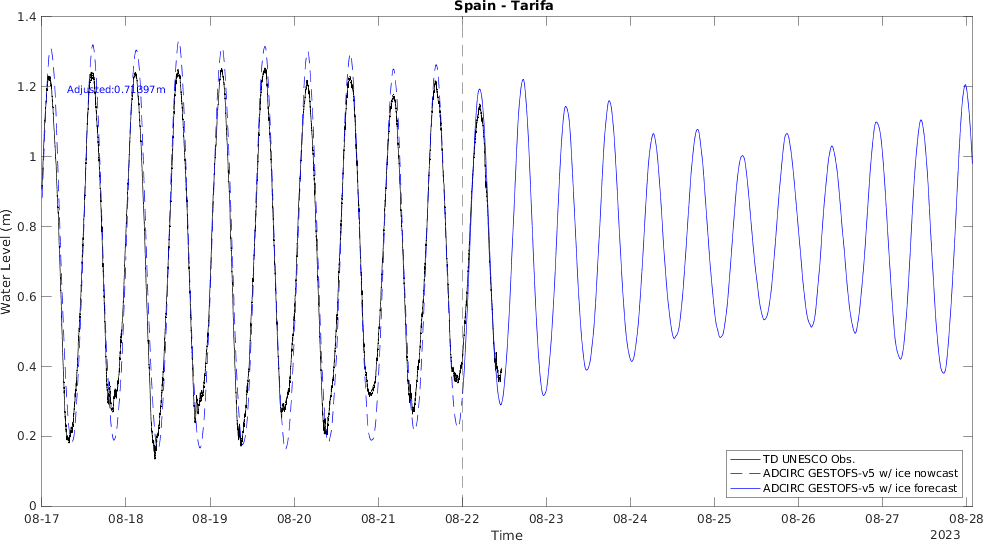 Spain - Tarifa
1.4
1.2
1
0.8
0.6
0.4
0.2
0
Water Level (m)
Adjusted:0.71897m
TD UNESCO Obs.
ADCIRC GESTOFS-v5 w/ ice nowcast
ADCIRC GESTOFS-v5 w/ ice forecast
08-17 08-18 08-19 08-20 08-21 08-22 08-23 08-24 08-25 08-26 08-27 08-28
Time
2023